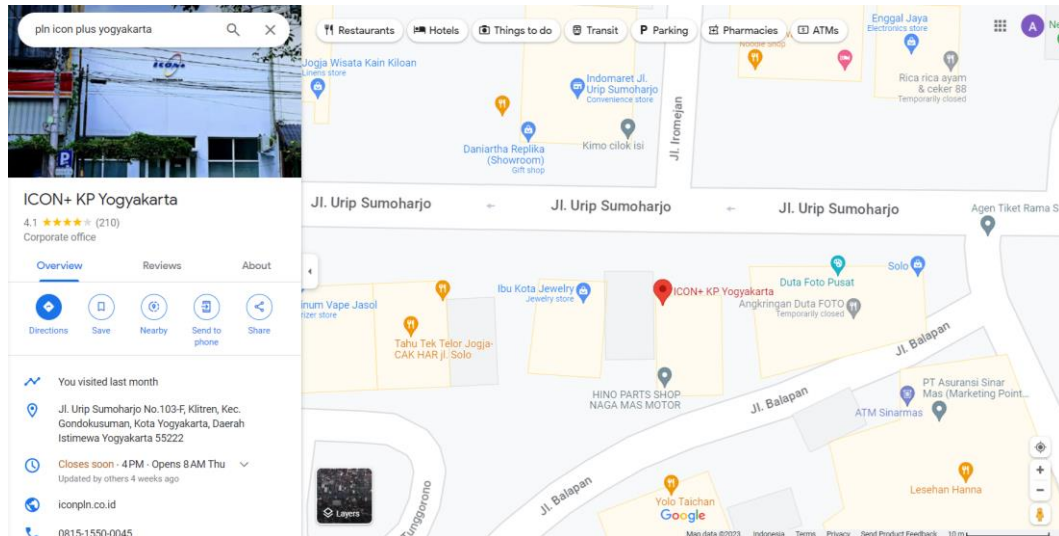 pln icon plus yogyakarta
Restaurants
Hotels
Things to do
Transit
Parking
Pharmacies
ATMs
ICON+
P
ICON+ KP Yogyakarta
4.1 (210)
Corporate office
Overview
Reviews
About
Directions
Save
Nearby
Send to
phone
Share
You visited last month
Jl. Urip Sumoharjo No.103-F, Klitren, Kec.
Gondokusuman, Kota Yogyakarta, Daerah
Istimewa Yogyakarta 55222
Closes soon · 4 PM · Opens 8 AM Thu
Updated by others 4 weeks ago
iconpln.co.id
0815-1550-0045
A
Jogja Wisata Kain Kiloan
Linens store
Indomaret Jl.
Urip Sumoharjo
Convenience store
Daniartha Replika
(Showroom)
Gift shop
Kimo cilok isi
Jl. Iromejan
Noodle shop
Enggal Jaya
Electronics store
Rica rica ayam
& ceker 88
Temporarily closed
Jl. Urip Sumoharjo
Jl. Urip Sumoharjo
Jl. Urip Sumoharjo
Agen Tiket Rama S
inum Vape Jasol
rizer store
Tahu Tek Telor Jogja-
CAK HAR jl. Solo
Ibu Kota Jewelry
Jewelry store
ICON+ KP Yogyakarta
Duta Foto Pusat
Solo
Angkringan Duta FOTO
Temporarily closed
HINO PARTS SHOP
NAGA MAS MOTOR
Jl. Balapan
Jl. Balapan
Jl. Balapan
PT Asuransi Sinar
Mas (Marketing Point...
ATM Sinarmas
Lesehan Hanna
Yolo Taichan
Tunggorono
Layers
Google
Map data ©2023
Indonesia
Terms
Privacy
Send Product Feedback
10 m